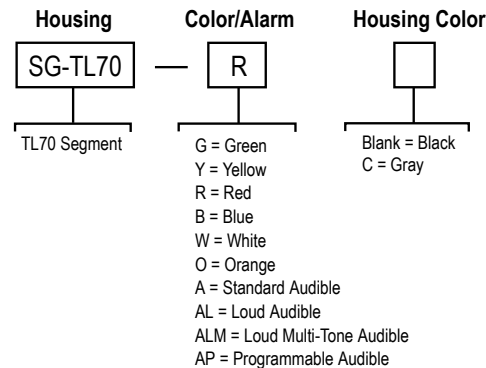 Housing Color/Alarm Housing Color
SG-TL70 — R
TL70 Segment
G = Green
Y = Yellow
R = Red
B = Blue
W = White
O = Orange
A = Standard Audible
AL = Loud Audible
ALM = Loud Multi-Tone Audible
AP = Programmable Audible
Blank = Black
C = Gray